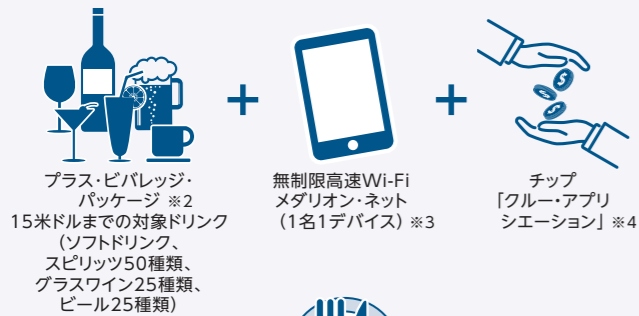 プラス・ビバレッジ・
パッケージ ※2
15米ドルまでの対象ドリンク
(ソフトドリンク、
スピリッツ50種類、
グラスワイン25種類、
ビール25種類)
無制限高速Wi-Fi
メダリオン・ネット
(1名1デバイス) ※3
チップ
「クルー・アプリ
シエーション」 ※4